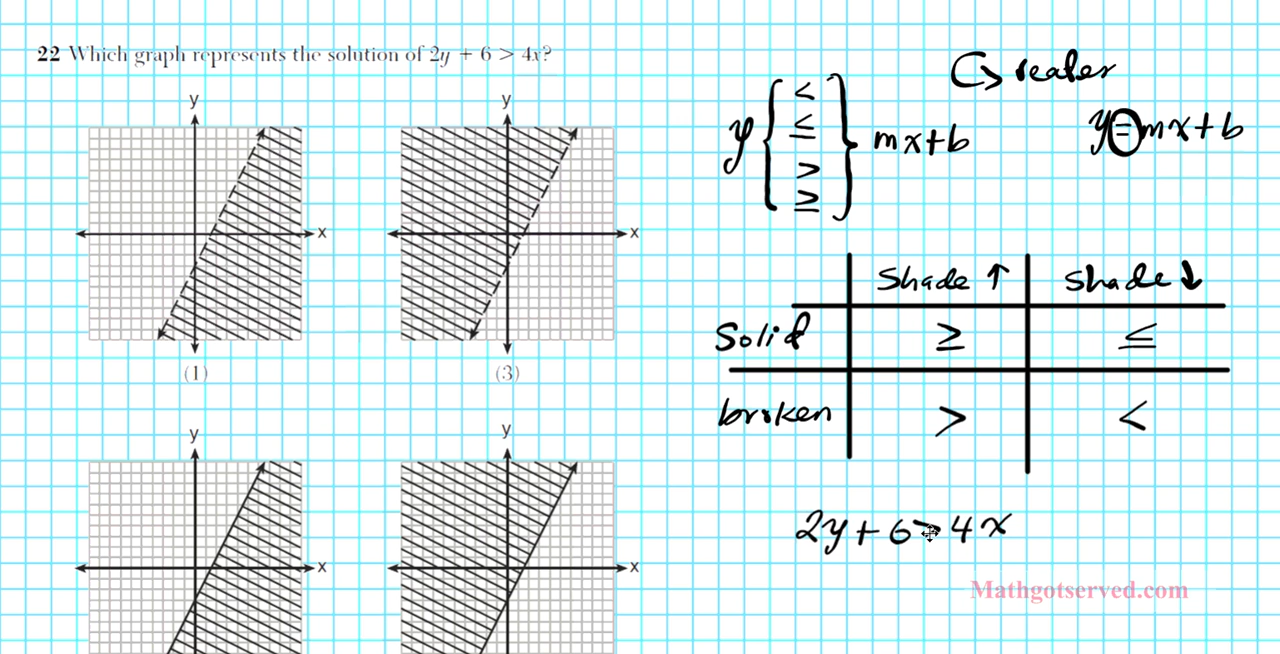 22 Which graph represents the solution of 2y + 6 > 4x?
y
x
(1)
y
x
(3)
y
x
y
x
Greater
y { < ≤ > ≥ } mx+b
y=mx+b
Shade ↑ Shade ↓
Solid ≥ ≤
broken > <
2y+6>4x
Mathgotserved.com